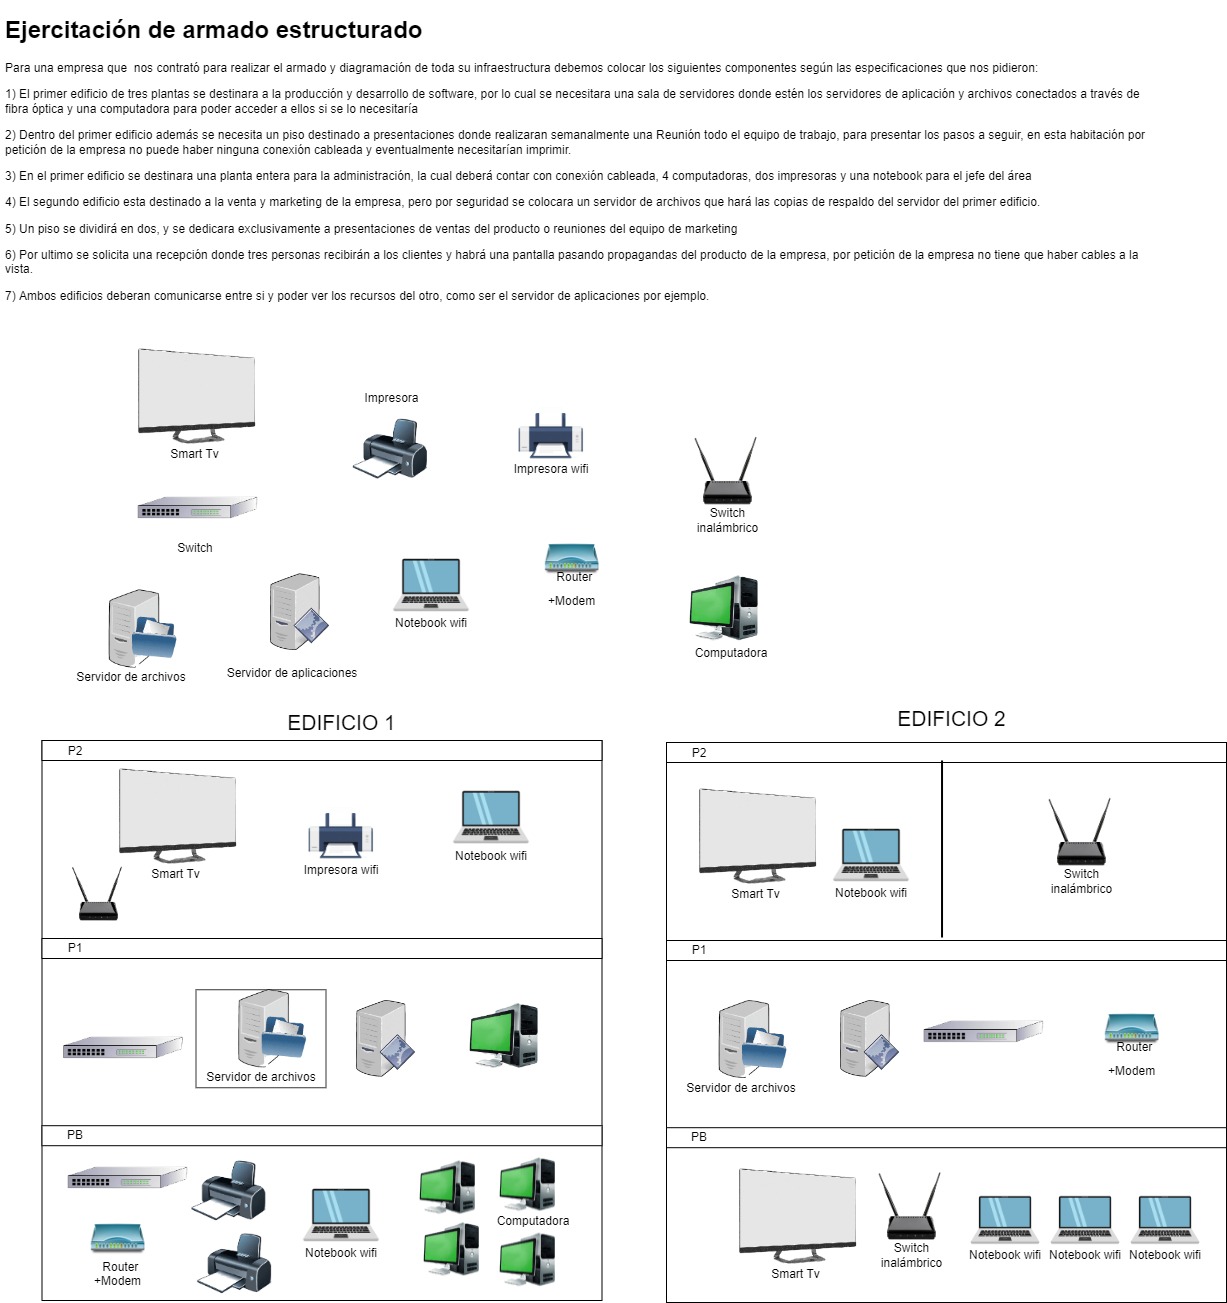 Ejercitación de armado estructurado
Para una empresa que  nos contrató para realizar el armado y diagramación de toda su infraestructura debemos colocar los siguientes componentes según las especificaciones que nos pidieron:
1) El primer edificio de tres plantas se destinara a la producción y desarrollo de software, por lo cual se necesitara una sala de servidores donde estén los servidores de aplicación y archivos conectados a través de
fibra óptica y una computadora para poder acceder a ellos si se lo necesitaría
2) Dentro del primer edificio además se necesita un piso destinado a presentaciones donde realizaran semanalmente una Reunión todo el equipo de trabajo, para presentar los pasos a seguir, en esta habitación por
petición de la empresa no puede haber ninguna conexión cableada y eventualmente necesitarían imprimir.
3) En el primer edificio se destinara una planta entera para la administración, la cual deberá contar con conexión cableada, 4 computadoras, dos impresoras y una notebook para el jefe del área
4) El segundo edificio esta destinado a la venta y marketing de la empresa, pero por seguridad se colocara un servidor de archivos que hará las copias de respaldo del servidor del primer edificio.
5) Un piso se dividirá en dos, y se dedicara exclusivamente a presentaciones de ventas del producto o reuniones del equipo de marketing
6) Por ultimo se solicita una recepción donde tres personas recibirán a los clientes y habrá una pantalla pasando propagandas del producto de la empresa, por petición de la empresa no tiene que haber cables a la
vista.
7) Ambos edificios deberan comunicarse entre si y poder ver los recursos del otro, como ser el servidor de aplicaciones por ejemplo.
Smart Tv
Impresora
Impresora wifi
Switch
inalámbrico
Switch
Notebook wifi
Router
+Modem
Computadora
Servidor de archivos
Servidor de aplicaciones
EDIFICIO 1
P2
Smart Tv
Impresora wifi
Notebook wifi
P1
Servidor de archivos
PB
Router
+Modem
Notebook wifi
Computadora
EDIFICIO 2
P2
Smart Tv
Notebook wifi
Switch
inalámbrico
P1
Servidor de archivos
Router
+Modem
PB
Smart Tv
Switch
inalámbrico
Notebook wifi
Notebook wifi
Notebook wifi